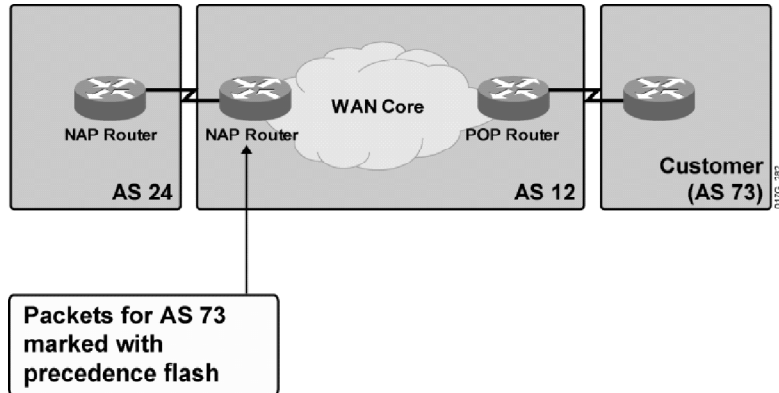 WAN Core
NAP Router
NAP Router
POP Router
AS 24
AS 12
Customer
(AS 73)
Packets for AS 73
marked with
precedence flash